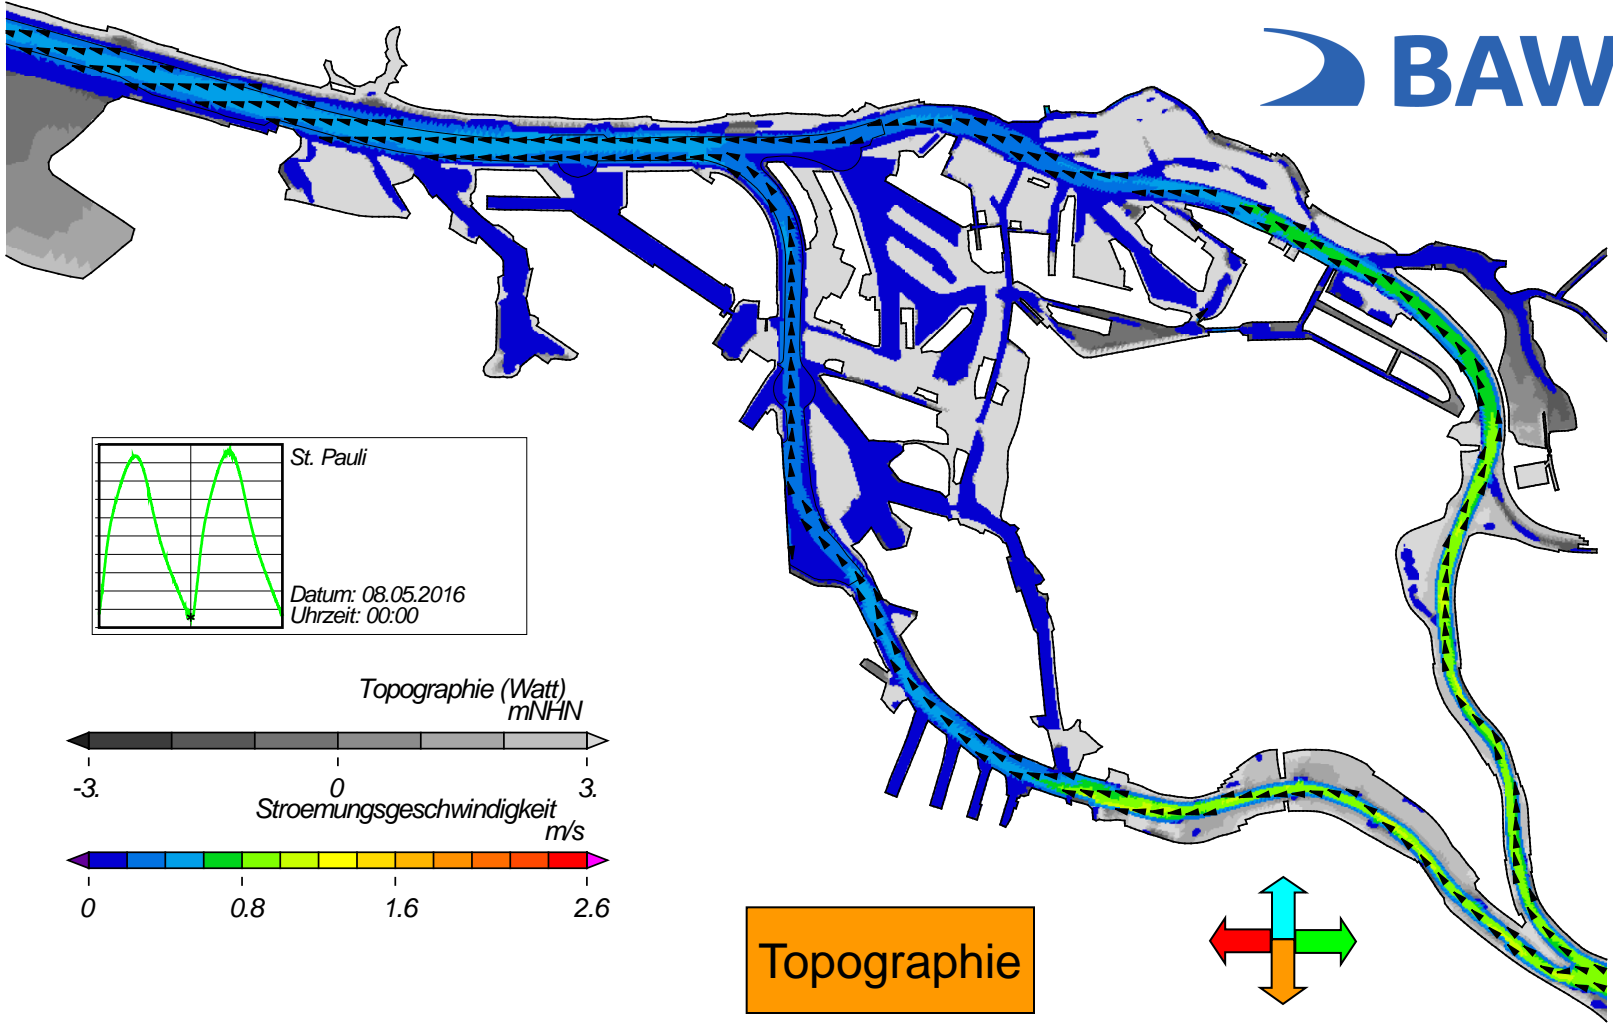 BAW
St. Pauli
Datum: 08.05.2016
Uhrzeit: 00:00
Topographie (Watt)
mNHN
-3. 0 3.
Stroemungsgeschwindigkeit
m/s
0 0.8 1.6 2.6
Topographie